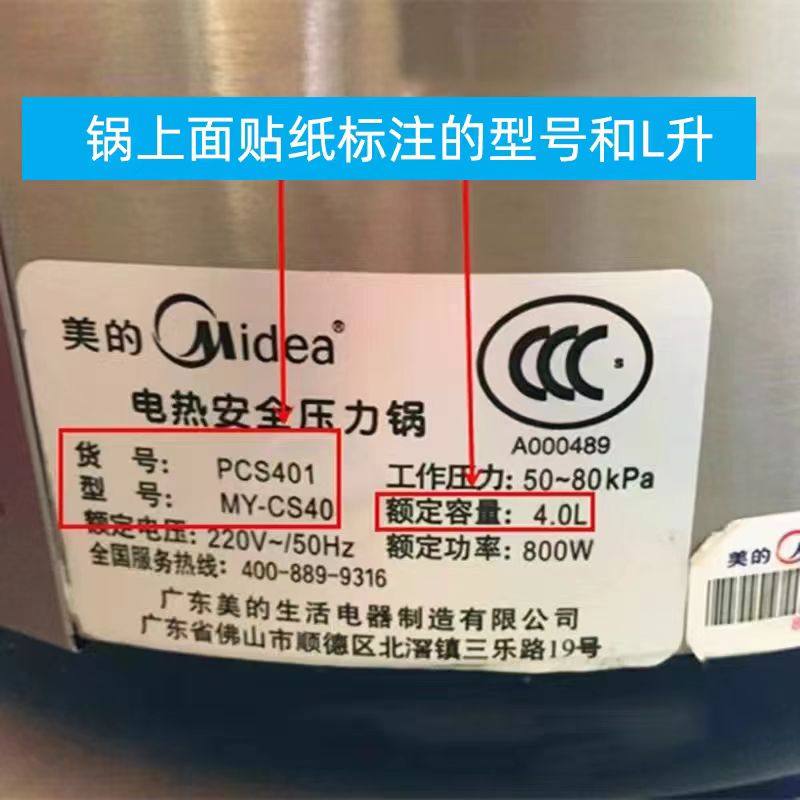 锅上面贴纸标注的型号和L升
美的 Midea®
CCC S
电热安全压力锅
A000489
货 号: PCS401
工作压力: 50~80kPa
型 号: MY-CS40
额定容量: 4.0L
额定电压: 220V~/50Hz
额定功率: 800W
全国服务热线: 400-889-9316
广东美的生活电器制造有限公司
广东省佛山市顺德区北滘镇三乐路19号
美的